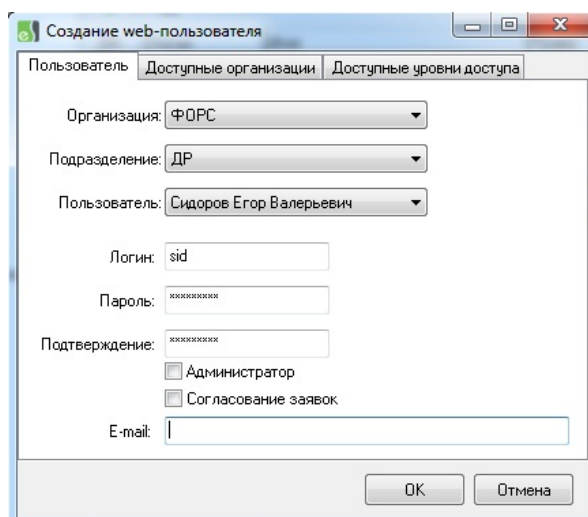 Создание web-пользователя
Пользователь Доступные организации Доступные уровни доступа
Организация: ФОРС
Подразделение: ДР
Пользователь: Сидоров Егор Валерьевич
Логин: sid
Пароль: *********
Подтверждение: *********
Администратор
Согласование заявок
E-mail:
OK Отмена